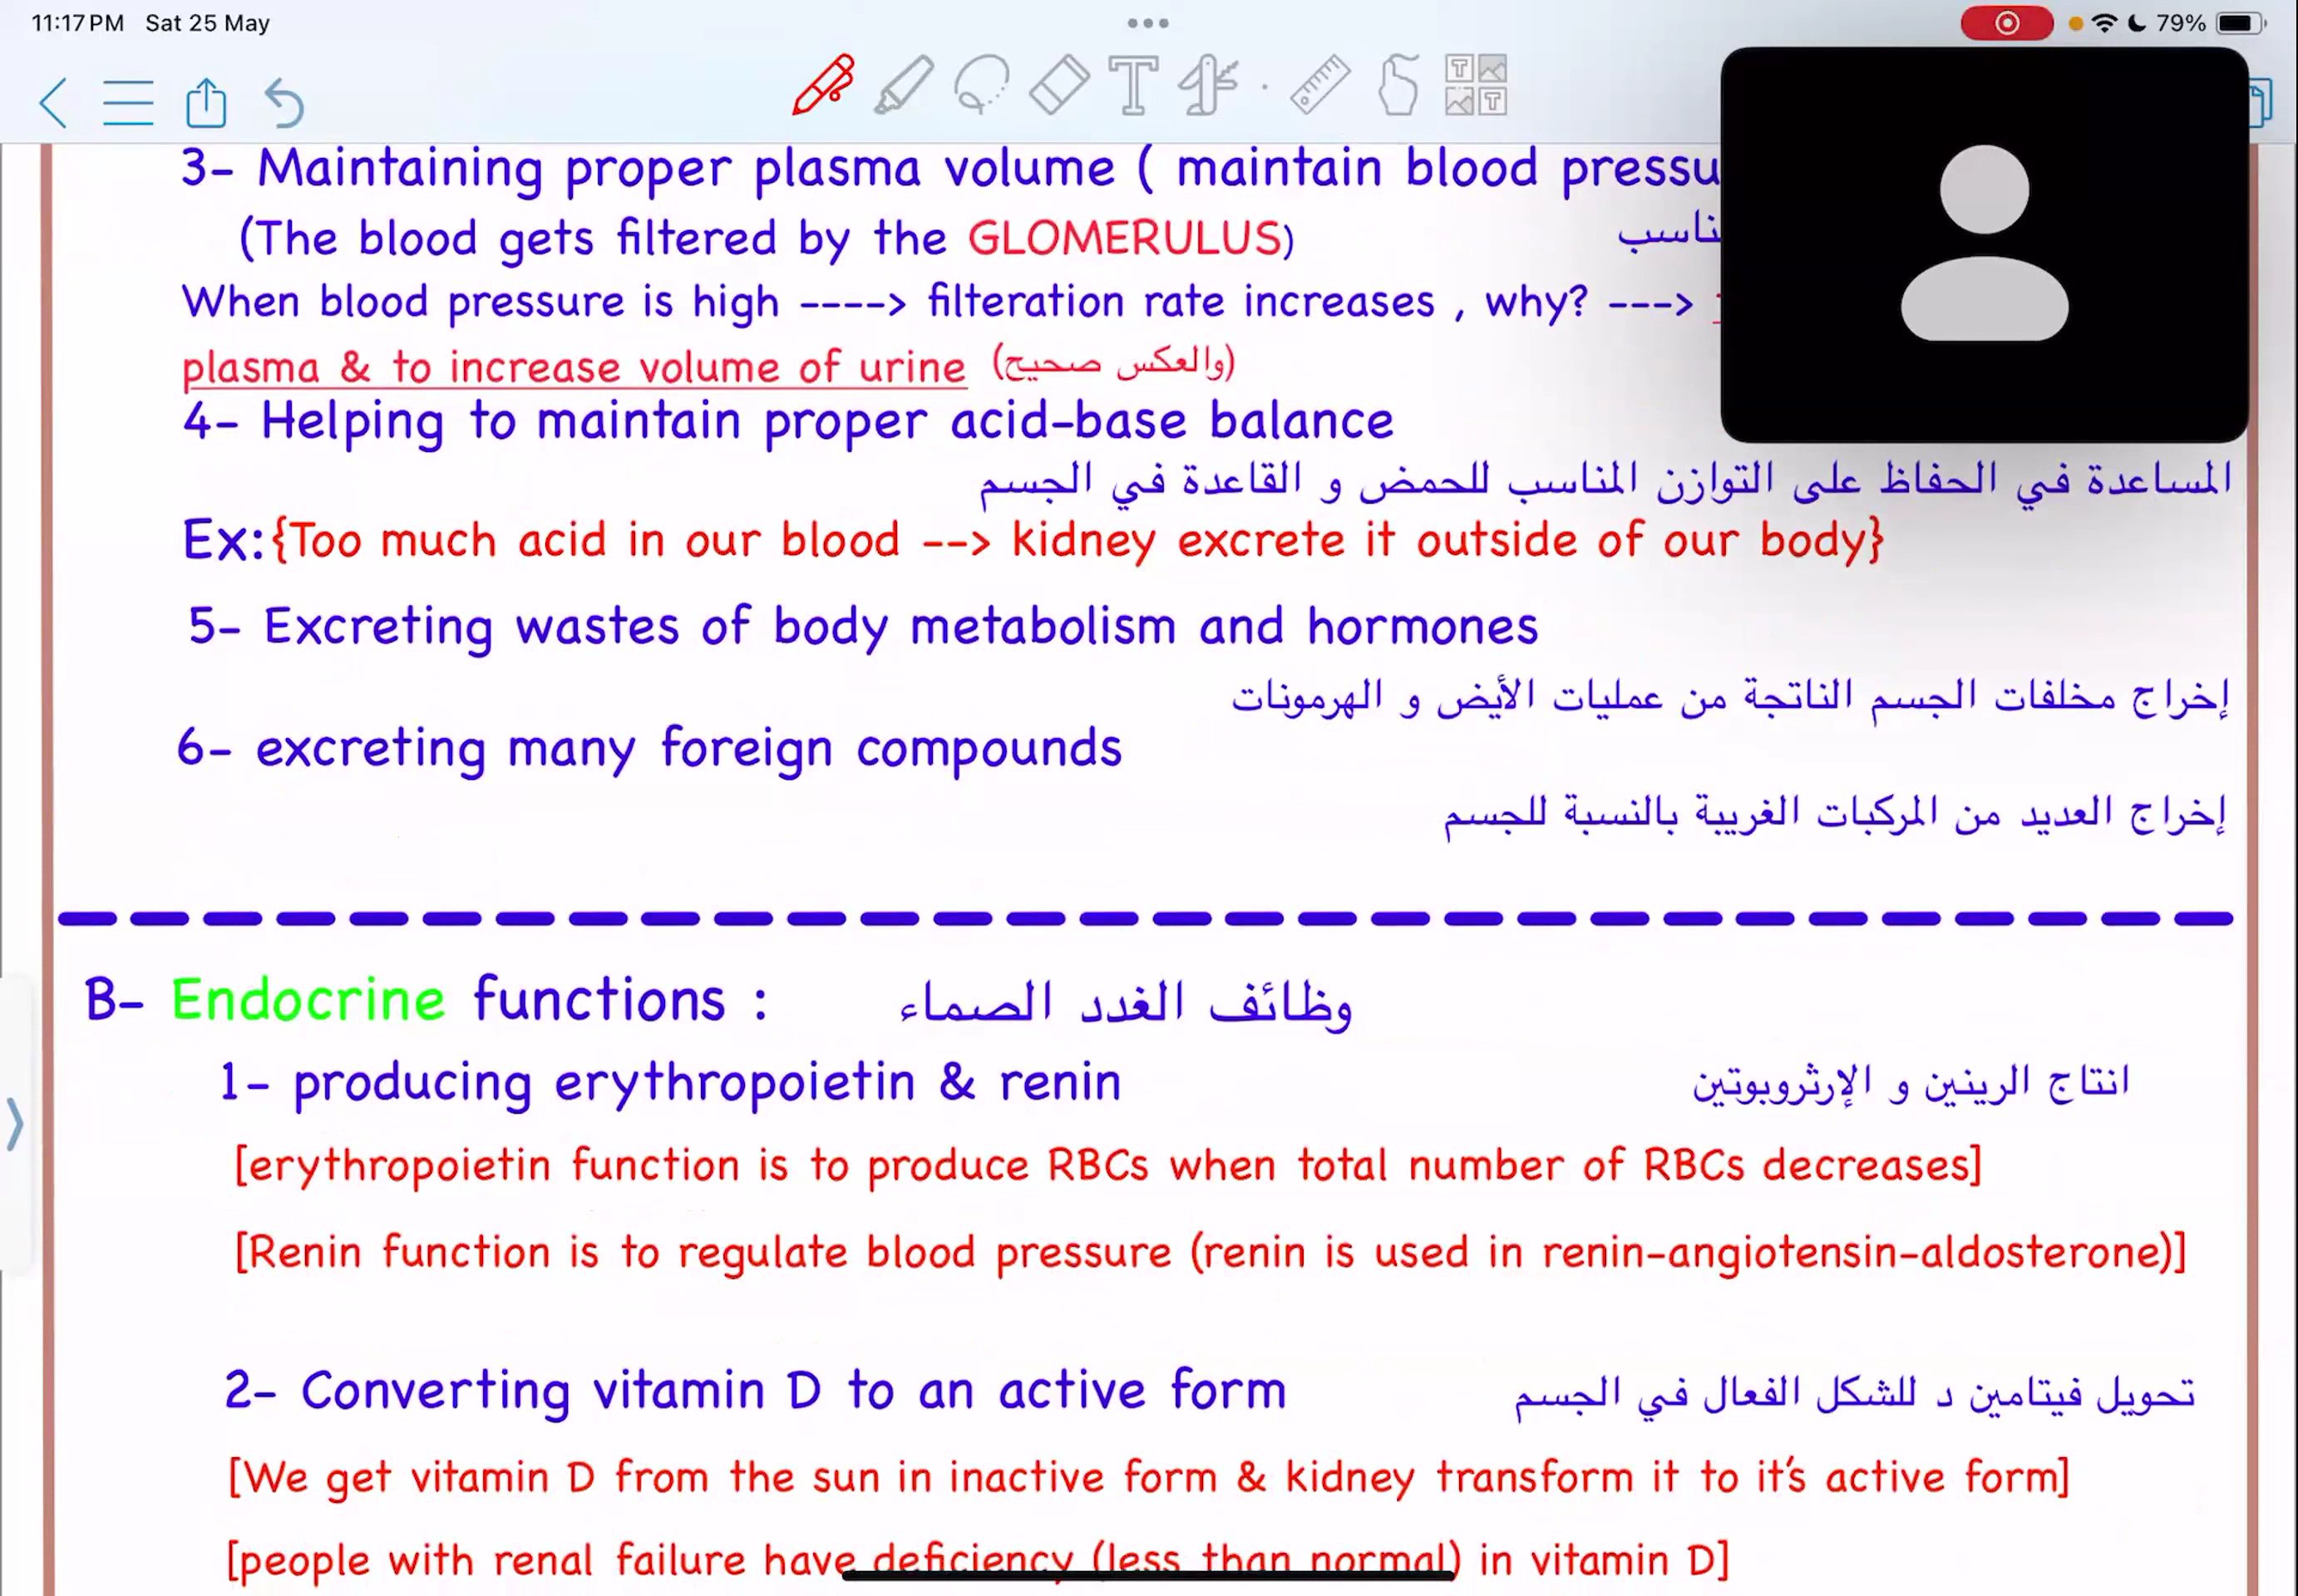 11:17 PM Sat 25 May
79%
3- Maintaining proper plasma volume ( maintain blood
(The blood gets filtered by the GLOMERULUS)
When blood pressure is high ----> filteration rate increases , why? --->
plasma & to increase volume of urine (والعكس صحيح)
4- Helping to maintain proper acid-base balance
المساعدة في الحفاظ على التوازن المناسب للحمض و القاعدة في الجسم
Ex:{Too much acid in our blood --> kidney excrete it outside of our body}
5- Excreting wastes of body metabolism and hormones
إخراج مخلفات الجسم الناتجة من عمليات الأيض و الهرمونات
6- excreting many foreign compounds
إخراج العديد من المركبات الغريبة بالنسبة للجسم
B- Endocrine functions : وظائف الغدد الصماء
1- producing erythropoietin & renin انتاج الرينين و الإرثروبوتين
[erythropoietin function is to produce RBCs when total number of RBCs decreases]
[Renin function is to regulate blood pressure (renin is used in renin-angiotensin-aldosterone)]
2- Converting vitamin D to an active form تحويل فيتامين د للشكل الفعال في الجسم
[We get vitamin D from the sun in inactive form & kidney transform it to it's active form]
[people with renal failure have deficiency (less than normal) in vitamin D]